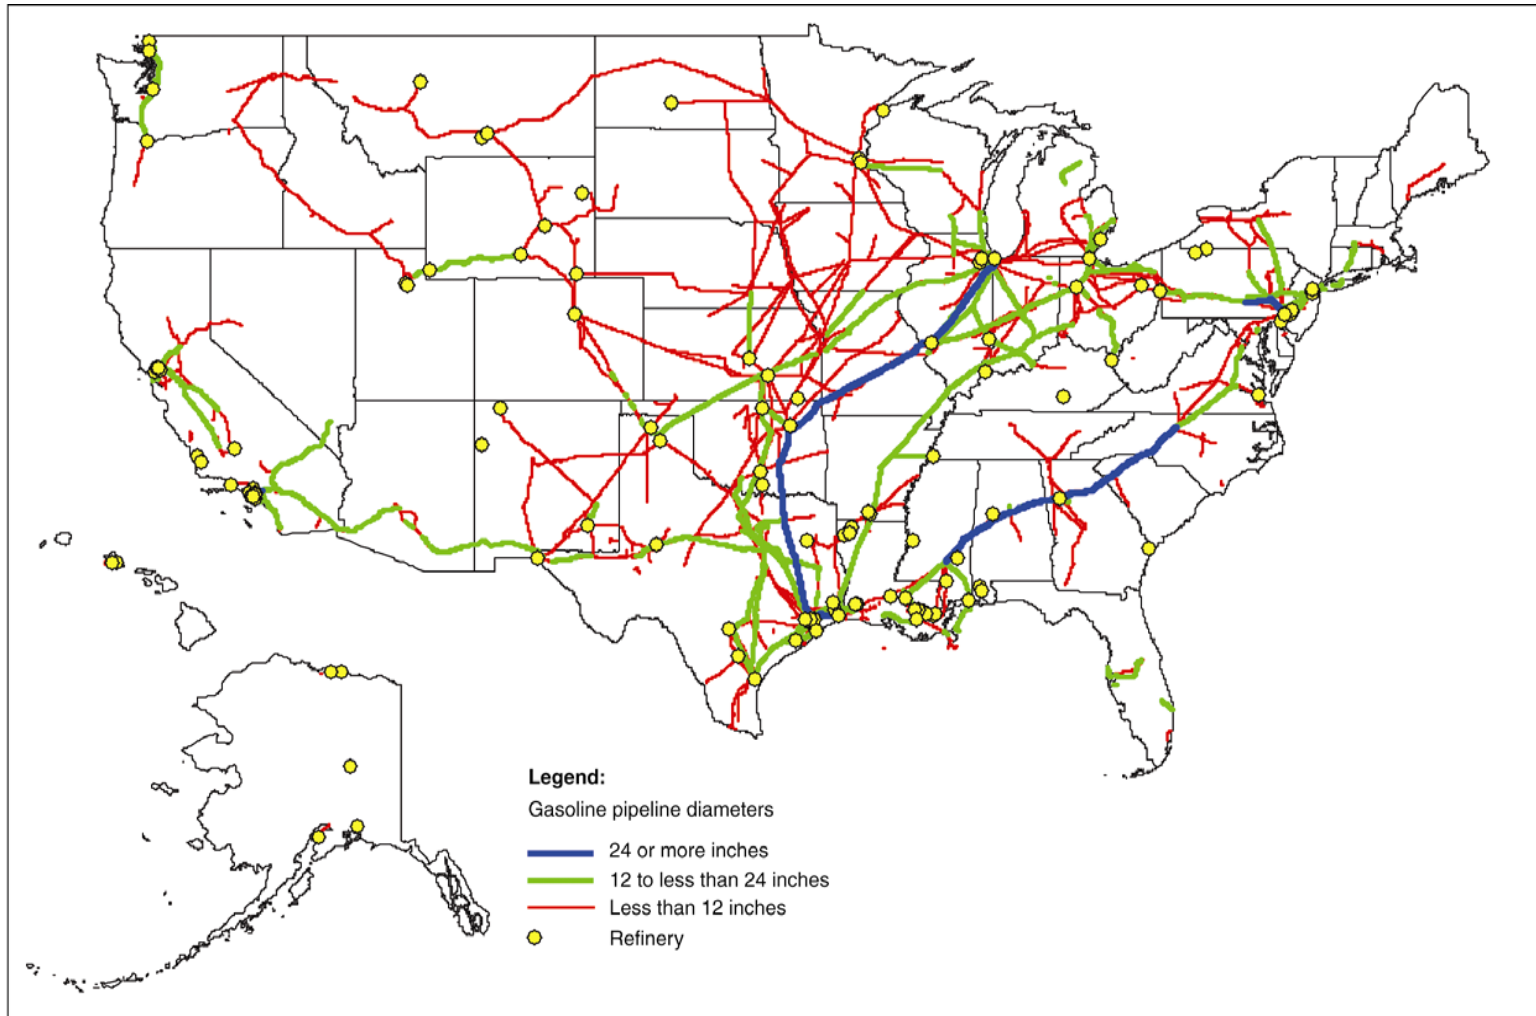 Legend:
Gasoline pipeline diameters
24 or more inches
12 to less than 24 inches
Less than 12 inches
Refinery